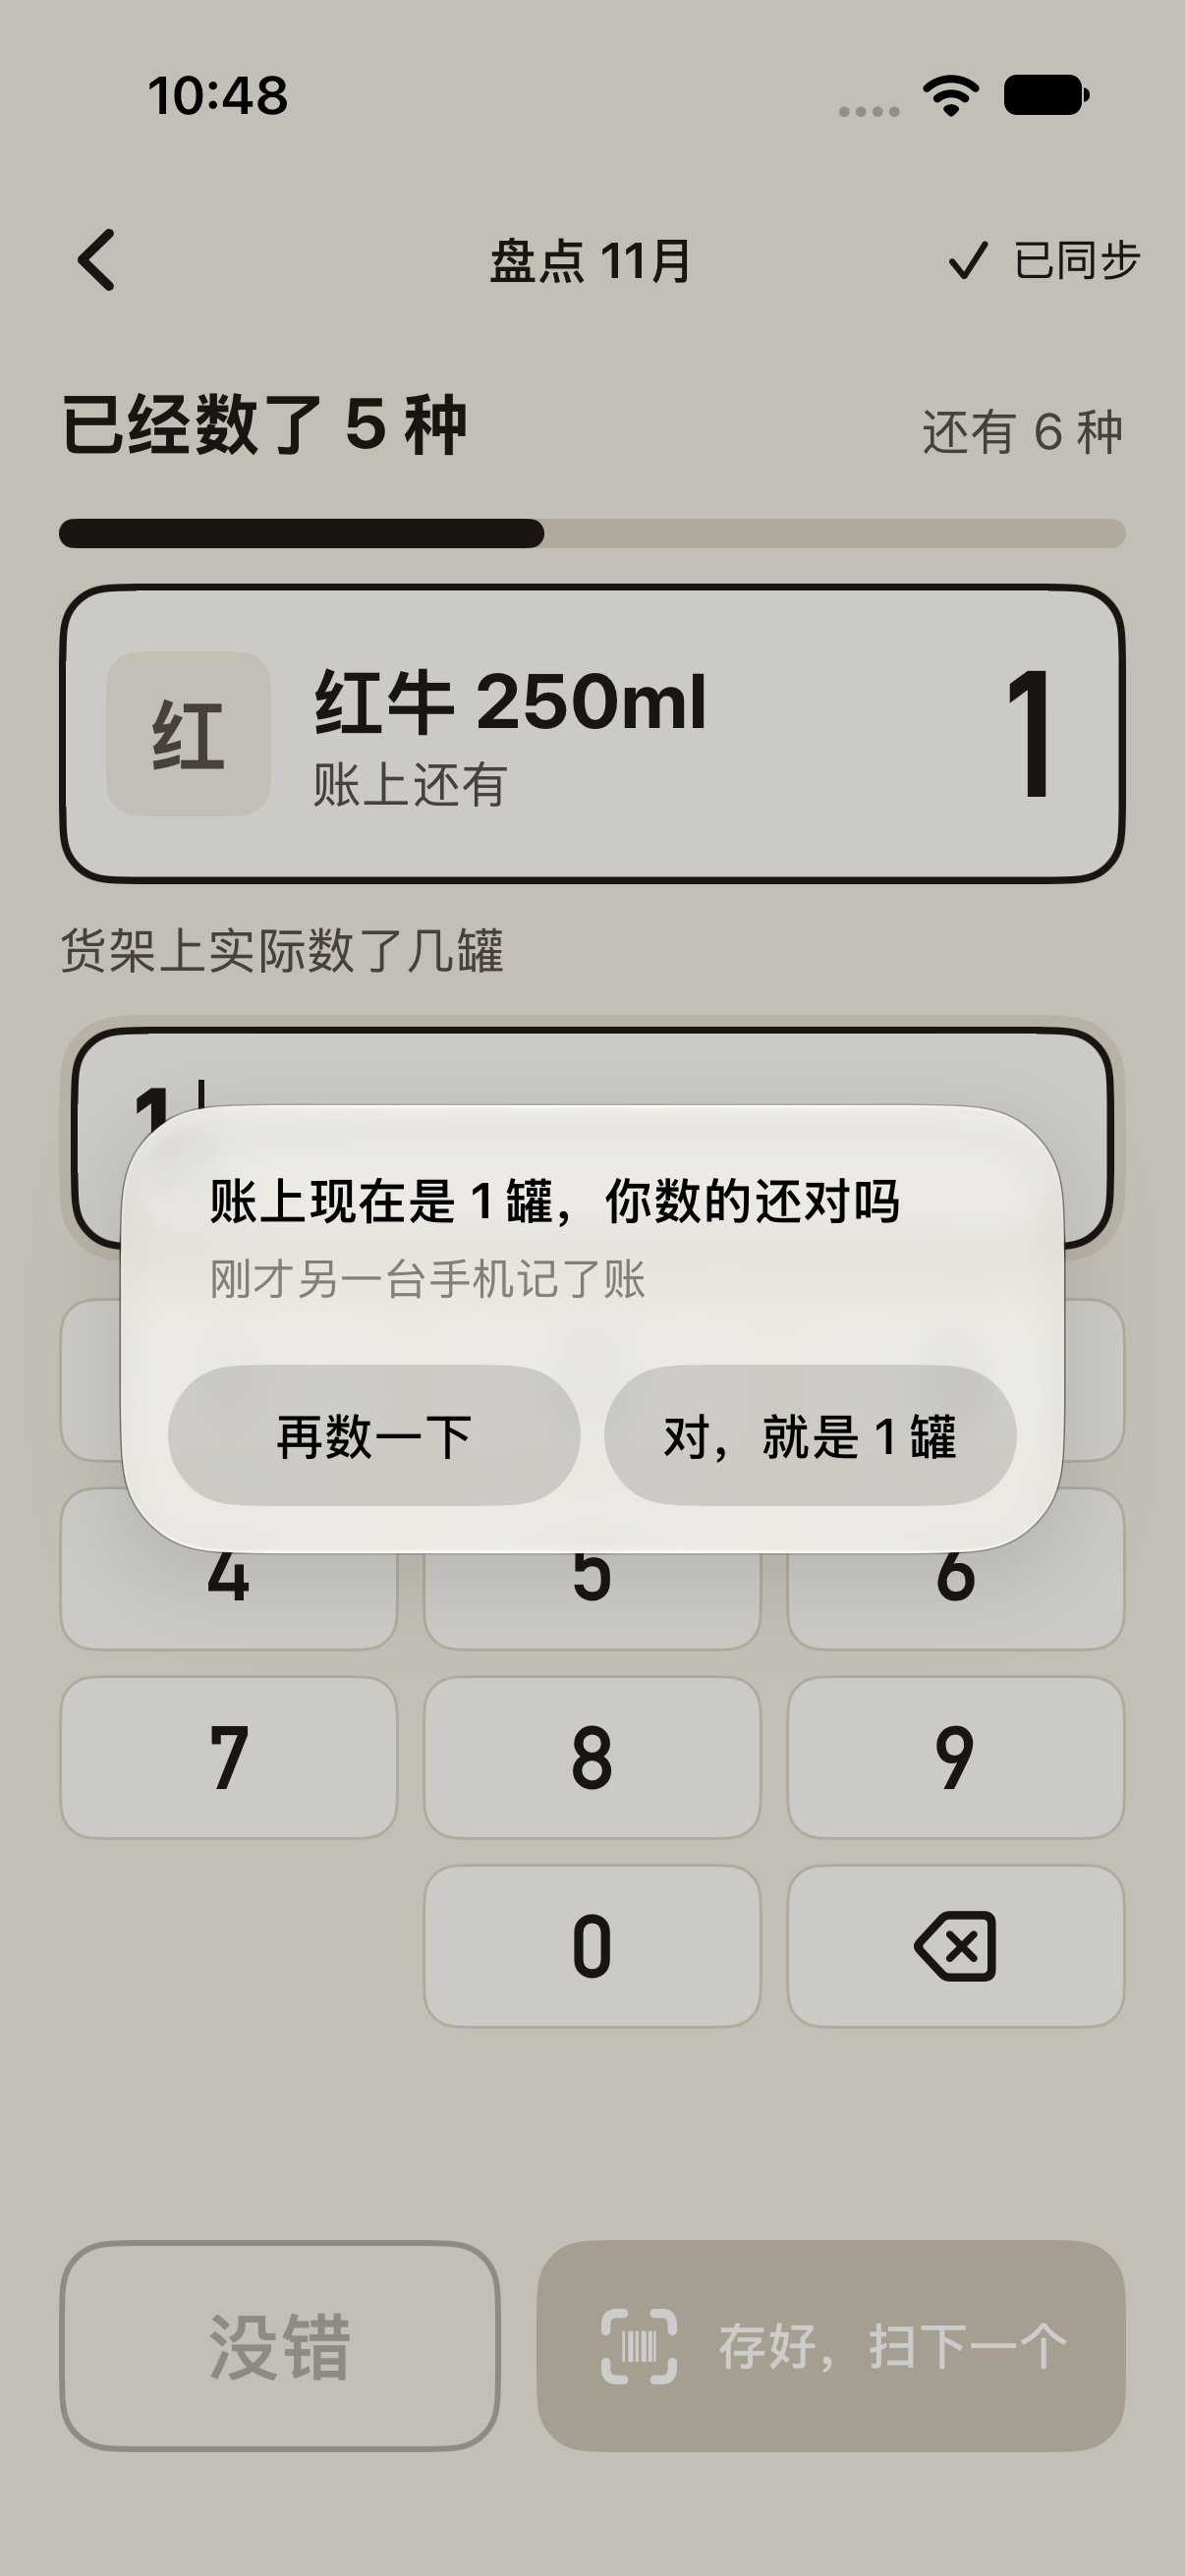 10:48
盘点 11月
已同步
已经数了 5 种
还有 6 种
红
红牛 250ml
账上还有
1
货架上实际数了几罐
1
账上现在是 1 罐，你数的还对吗
刚才另一台手机记了账
再数一下
对，就是 1 罐
4
5
6
7
8
9
0
没错
存好，扫下一个